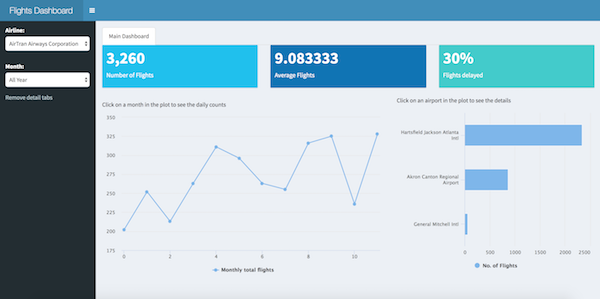 Flights Dashboard
Airline:
AirTran Airways Corporation
Month:
All Year
Remove detail tabs
Main Dashboard
3,260
Number of Flights
9.083333
Average Flights
30%
Flights delayed
Click on a month in the plot to see the daily counts
350
325
300
275
250
225
200
175
0 2 4 6 8 10
Monthly total flights
Click on an airport in the plot to see the details
Hartsfield Jackson Atlanta
Intl
Akron Canton Regional
Airport
General Mitchell Intl
0 500 1000 1500 2000 2500
No. of Flights